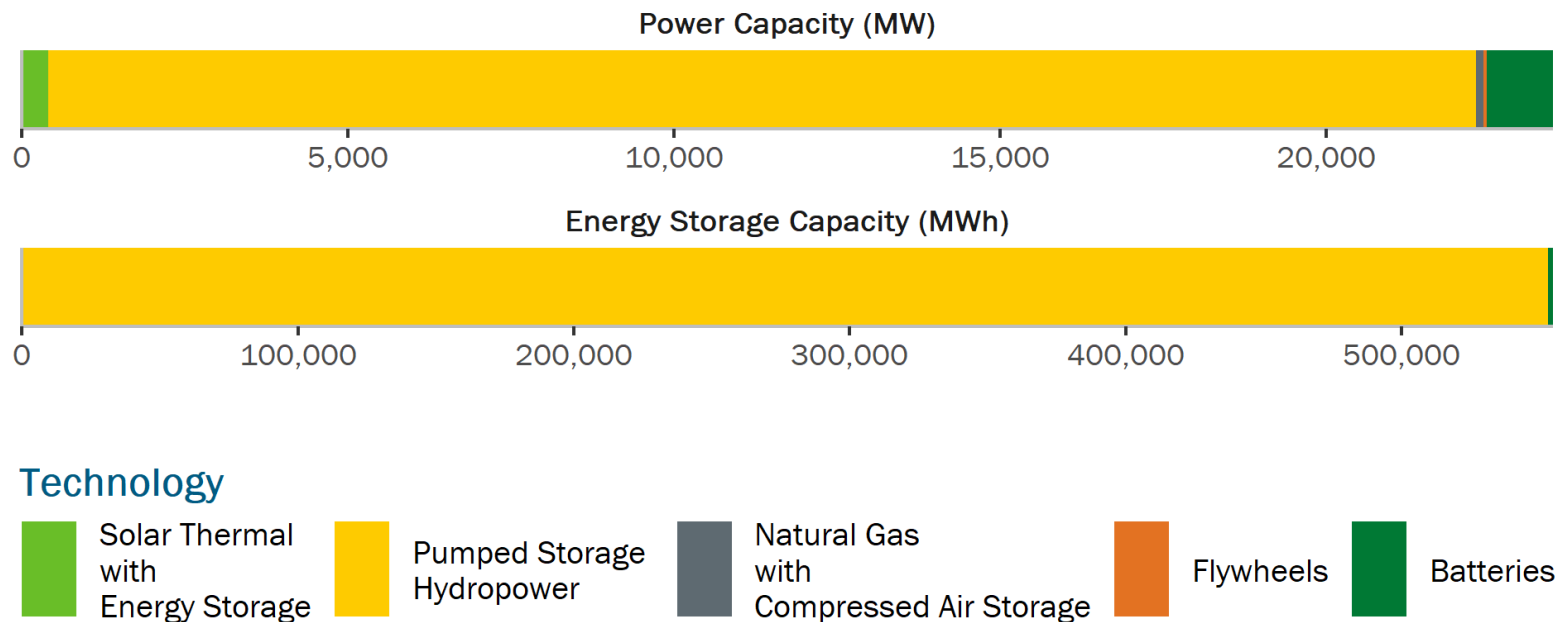 Power Capacity (MW)
0 5,000 10,000 15,000 20,000
Energy Storage Capacity (MWh)
0 100,000 200,000 300,000 400,000 500,000
Technology
Solar Thermal
with
Energy Storage
Pumped Storage
Hydropower
Natural Gas
with
Compressed Air Storage
Flywheels
Batteries